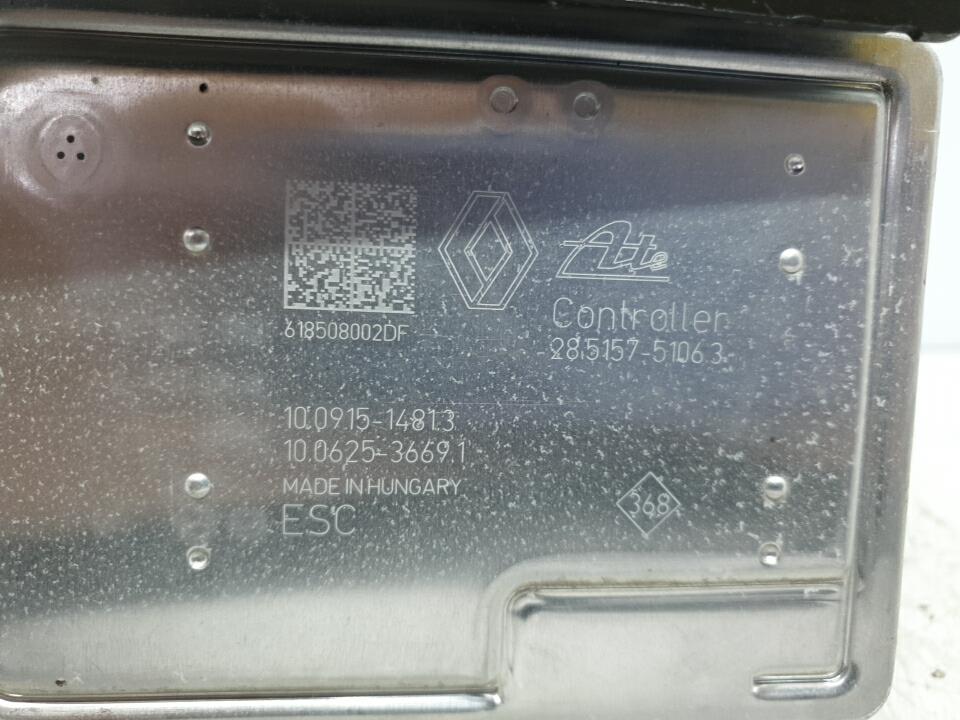 618508002DF
Ate
Controller
28.5157-5106.3
10.0915-1481.3
10.0625-3669.1
MADE IN HUNGARY
ESC
368